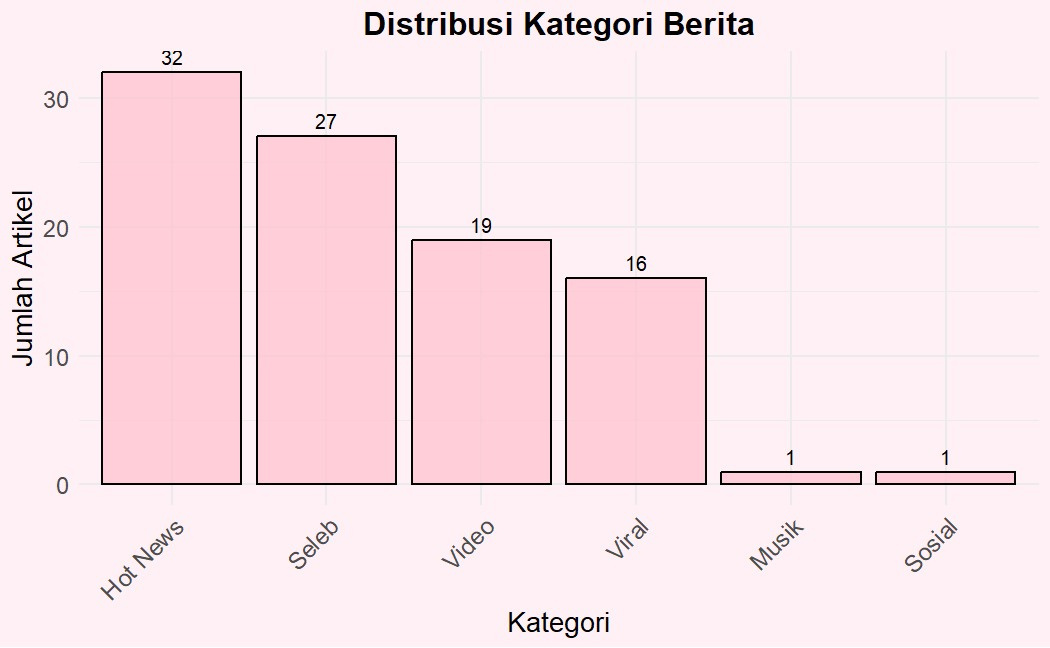 Distribusi Kategori Berita
32
27
19
16
1
1
30
20
10
0
Jumlah Artikel
Hot News
Seleb
Video
Viral
Musik
Sosial
Kategori